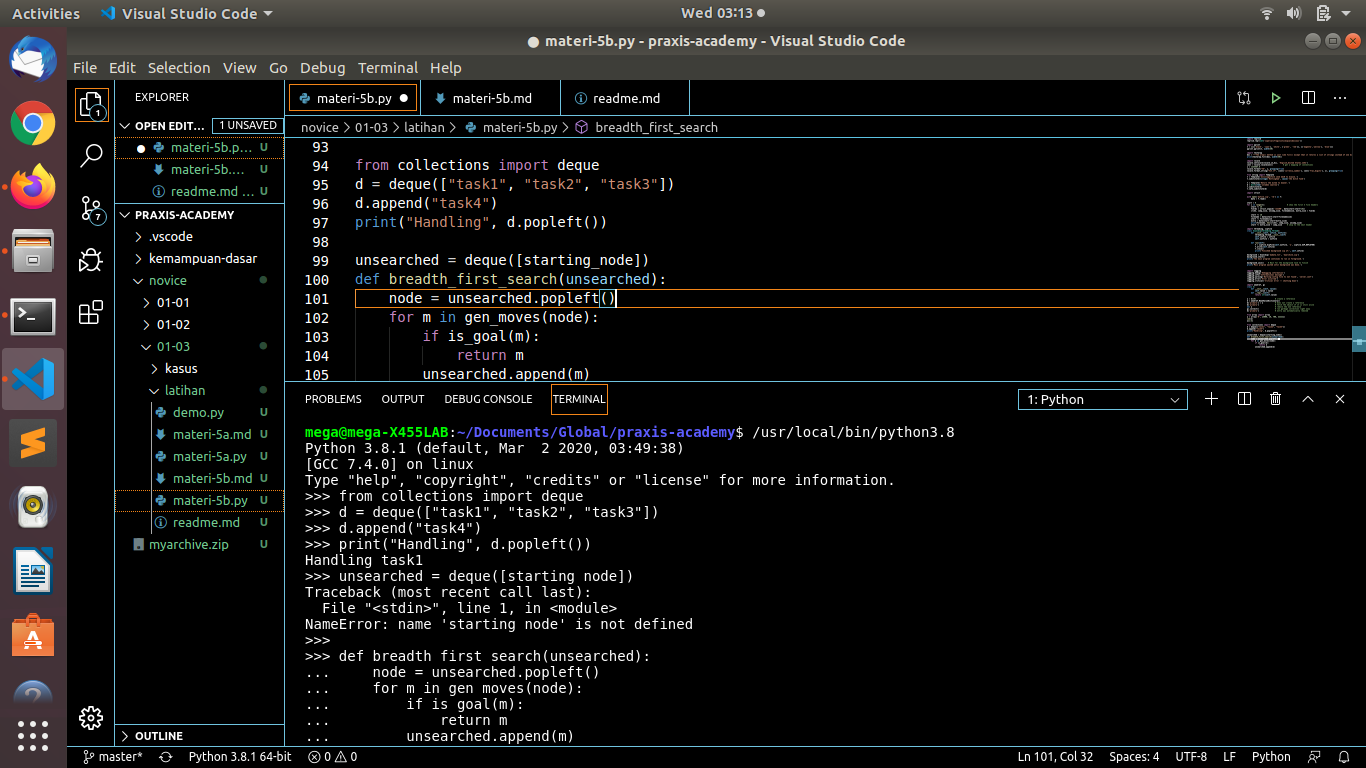 Activities
Visual Studio Code
Wed 03:13
materi-5b.py - praxis-academy - Visual Studio Code
File Edit Selection View Go Debug Terminal Help
EXPLORER
OPEN EDIT... 1 UNSAVED
materi-5b.p... U
materi-5b.... U
readme.md ... U
PRAXIS-ACADEMY
.vscode
kemampuan-dasar
novice
01-01
01-02
01-03
kasus
latihan
demo.py U
materi-5a.md U
materi-5a.py U
materi-5b.md U
materi-5b.py U
readme.md U
myarchive.zip U
OUTLINE
1
7
materi-5b.py materi-5b.md readme.md
novice > 01-03 > latihan > materi-5b.py > breadth_first_search
93
94 from collections import deque
95 d = deque(["task1", "task2", "task3"])
96 d.append("task4")
97 print("Handling", d.popleft())
98
99 unsearched = deque([starting_node])
100 def breadth_first_search(unsearched):
101 node = unsearched.popleft()
102 for m in gen_moves(node):
103 if is_goal(m):
104 return m
105 unsearched.append(m)
PROBLEMS OUTPUT DEBUG CONSOLE TERMINAL 1: Python
mega@mega-X455LAB:~/Documents/Global/praxis-academy$ /usr/local/bin/python3.8
Python 3.8.1 (default, Mar  2 2020, 03:49:38)
[GCC 7.4.0] on linux
Type "help", "copyright", "credits" or "license" for more information.
>>> from collections import deque
>>> d = deque(["task1", "task2", "task3"])
>>> d.append("task4")
>>> print("Handling", d.popleft())
Handling task1
>>> unsearched = deque([starting node])
Traceback (most recent call last):
  File "<stdin>", line 1, in <module>
NameError: name 'starting node' is not defined
>>>
>>> def breadth first search(unsearched):
...     node = unsearched.popleft()
...     for m in gen moves(node):
...         if is goal(m):
...             return m
...         unsearched.append(m)
master* Python 3.8.1 64-bit 0 0 Ln 101, Col 32 Spaces: 4 UTF-8 LF Python